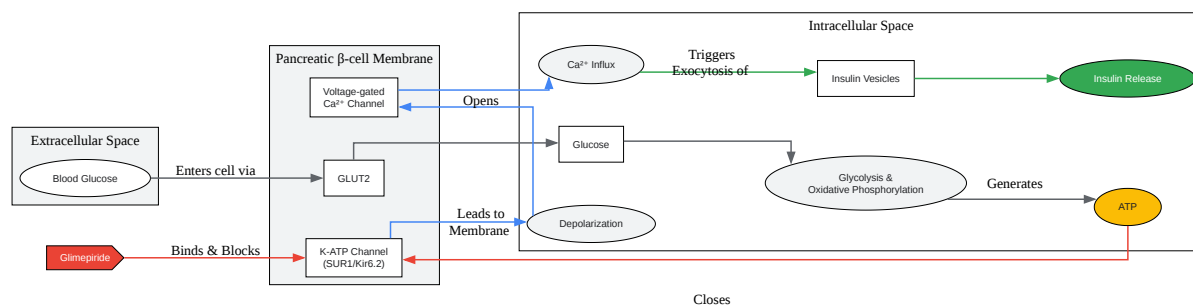 Intracellular Space
Pancreatic β-cell Membrane
Ca²⁺ Influx
Triggers
Exocytosis of
Insulin Vesicles
Insulin Release
Voltage-gated
Ca²⁺ Channel
Opens
Extracellular Space
Blood Glucose
Enters cell via
GLUT2
Glucose
Glycolysis &
Oxidative Phosphorylation
Generates
ATP
Leads to
Membrane
Depolarization
Glimepiride
Binds & Blocks
K-ATP Channel
(SUR1/Kir6.2)
Closes